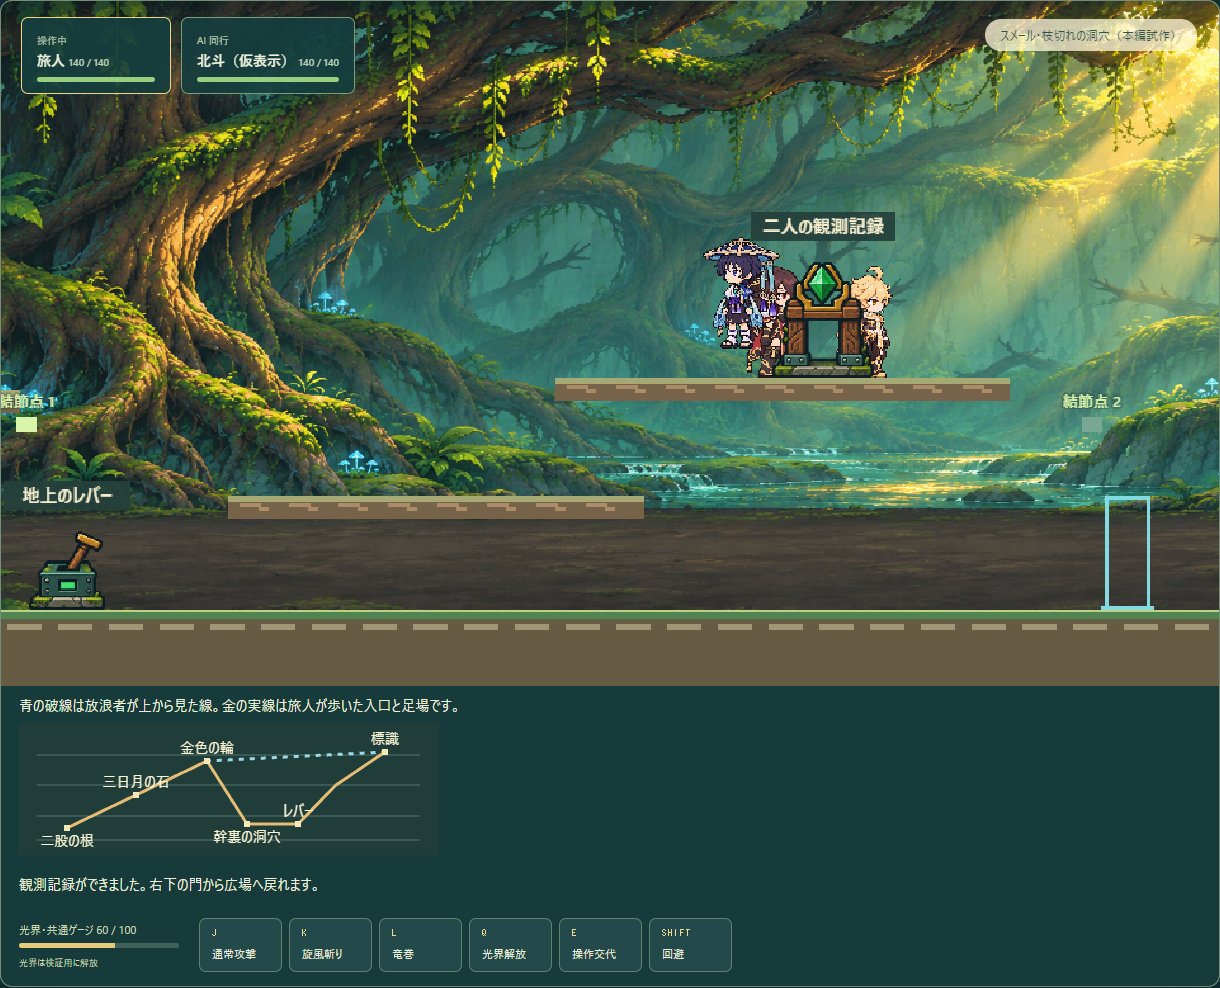 操作中
旅人 140 / 140
AI 同行
北斗（仮表示） 140 / 140
スメール・枝切れの洞穴（本編試作）
二人の観測記録
結節点 1
結節点 2
地上のレバー
青の破線は放浪者が上から見た線。金の実線は旅人が歩いた入口と足場です。
標識
金色の輪
三日月の石
レバー
二股の根
幹裏の洞穴
観測記録ができました。右下の門から広場へ戻れます。
光界・共通ゲージ 60 / 100
光界は検証用に解放
J
通常攻撃
K
旋風斬り
L
竜巻
Q
光界解放
E
操作交代
SHIFT
回避